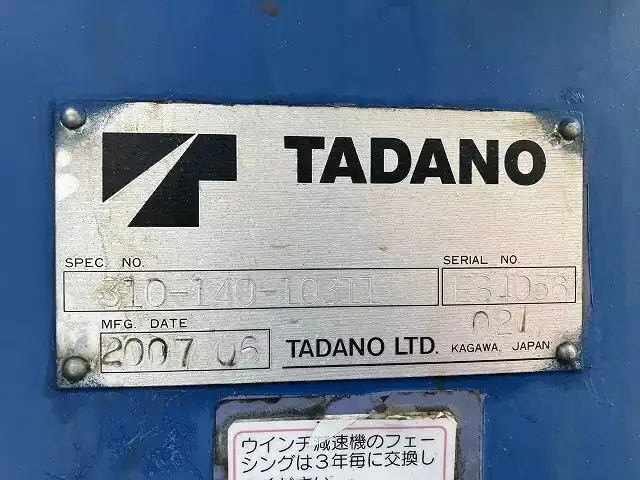 TADANO
SPEC. NO. SERIAL NO.
310-140-10311
MFG. DATE 021
2007 06 TADANO LTD. KAGAWA, JAPAN
ウインチ減速機のフェー
シングは3年毎に交換し